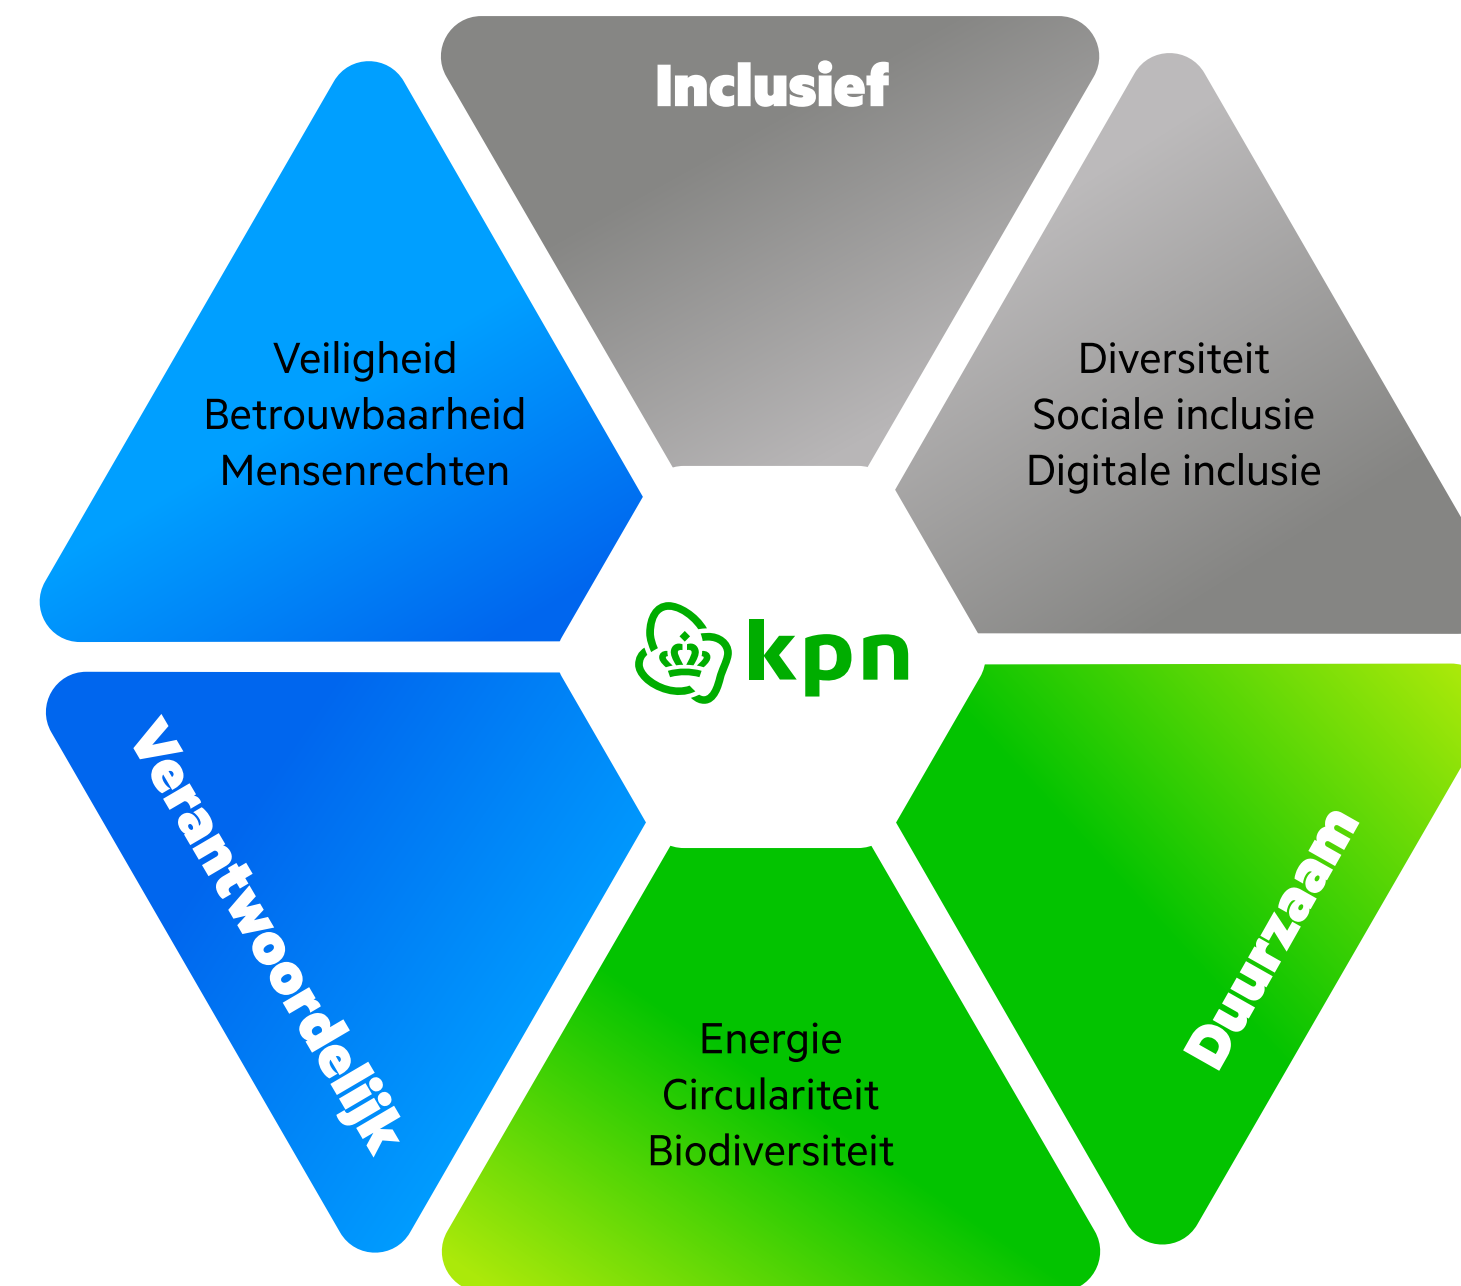 Inclusief
Veiligheid
Betrouwbaarheid
Mensenrechten
Diversiteit
Sociale inclusie
Digitale inclusie
kpn
Verantwoordelijk
Duurzaam
Energie
Circulariteit
Biodiversiteit